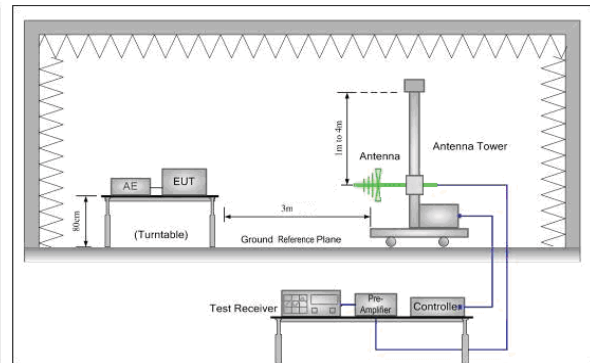 1m to 4m
Antenna
Antenna Tower
AE
EUT
80cm
(Turntable)
3m
Ground Reference Plane
Test Receiver
Pre-
Amplifier
Controller